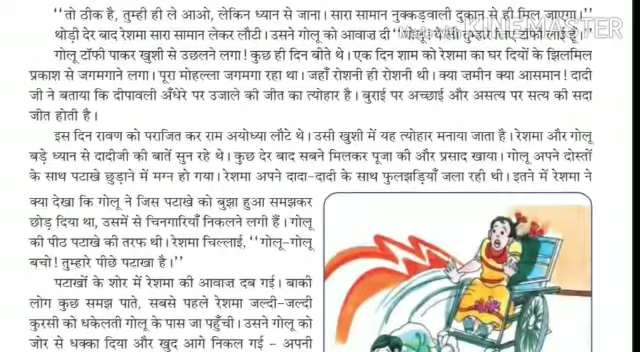 ‘‘तो ठीक है, तुम्ही ही ले आओ, लेकिन ध्यान से जाना। सारा सामान नुक्कड़वाली दुकान से ही मिल जाएगा।’’
थोड़ी देर बाद रेशमा सारा सामान लेकर लौटी। उसने गोलू को आवाज़ दी ‘‘गोलू! ये लो तुम्हारे लिए टॉफी लाई हूँ।’’
MADE WITH KINEMASTER
गोलू टॉफी पाकर खुशी से उछलने लगा! कुछ ही दिन बीते थे। एक दिन शाम को रेशमा का घर दियों के झिलमिल
प्रकाश से जगमगाने लगा। पूरा मोहल्ला जगमगा रहा था। जहाँ रोशनी ही रोशनी थी। क्या ज़मीन क्या आसमान! दादी
जी ने बताया कि दीपावली अँधेरे पर उजाले की जीत का त्योहार है। बुराई पर अच्छाई और असत्य पर सत्य की सदा
जीत होती है।
इस दिन रावण को पराजित कर राम अयोध्या लौटे थे। उसी खुशी में यह त्योहार मनाया जाता है। रेशमा और गोलू
बड़े ध्यान से दादीजी की बातें सुन रहे थे। कुछ देर बाद सबने मिलकर पूजा की और प्रसाद खाया। गोलू अपने दोस्तों
के साथ पटाखे छुड़ाने में मग्न हो गया। रेशमा अपने दादा-दादी के साथ फुलझड़ियाँ जला रही थी। इतने में रेशमा ने
क्या देखा कि गोलू ने जिस पटाखे को बुझा हुआ समझकर
छोड़ दिया था, उसमें से चिनगारियाँ निकलने लगी हैं। गोलू
की पीठ पटाखे की तरफ थी। रेशमा चिल्लाई, ‘‘गोलू-गोलू
बचो! तुम्हारे पीछे पटाखा है।’’
पटाखों के शोर में रेशमा की आवाज़ दब गई। बाकी
लोग कुछ समझ पाते, सबसे पहले रेशमा जल्दी-जल्दी
कुरसी को धकेलती गोलू के पास जा पहुँची। उसने गोलू को
जोर से धक्का दिया और खुद आगे निकल गई – अपनी